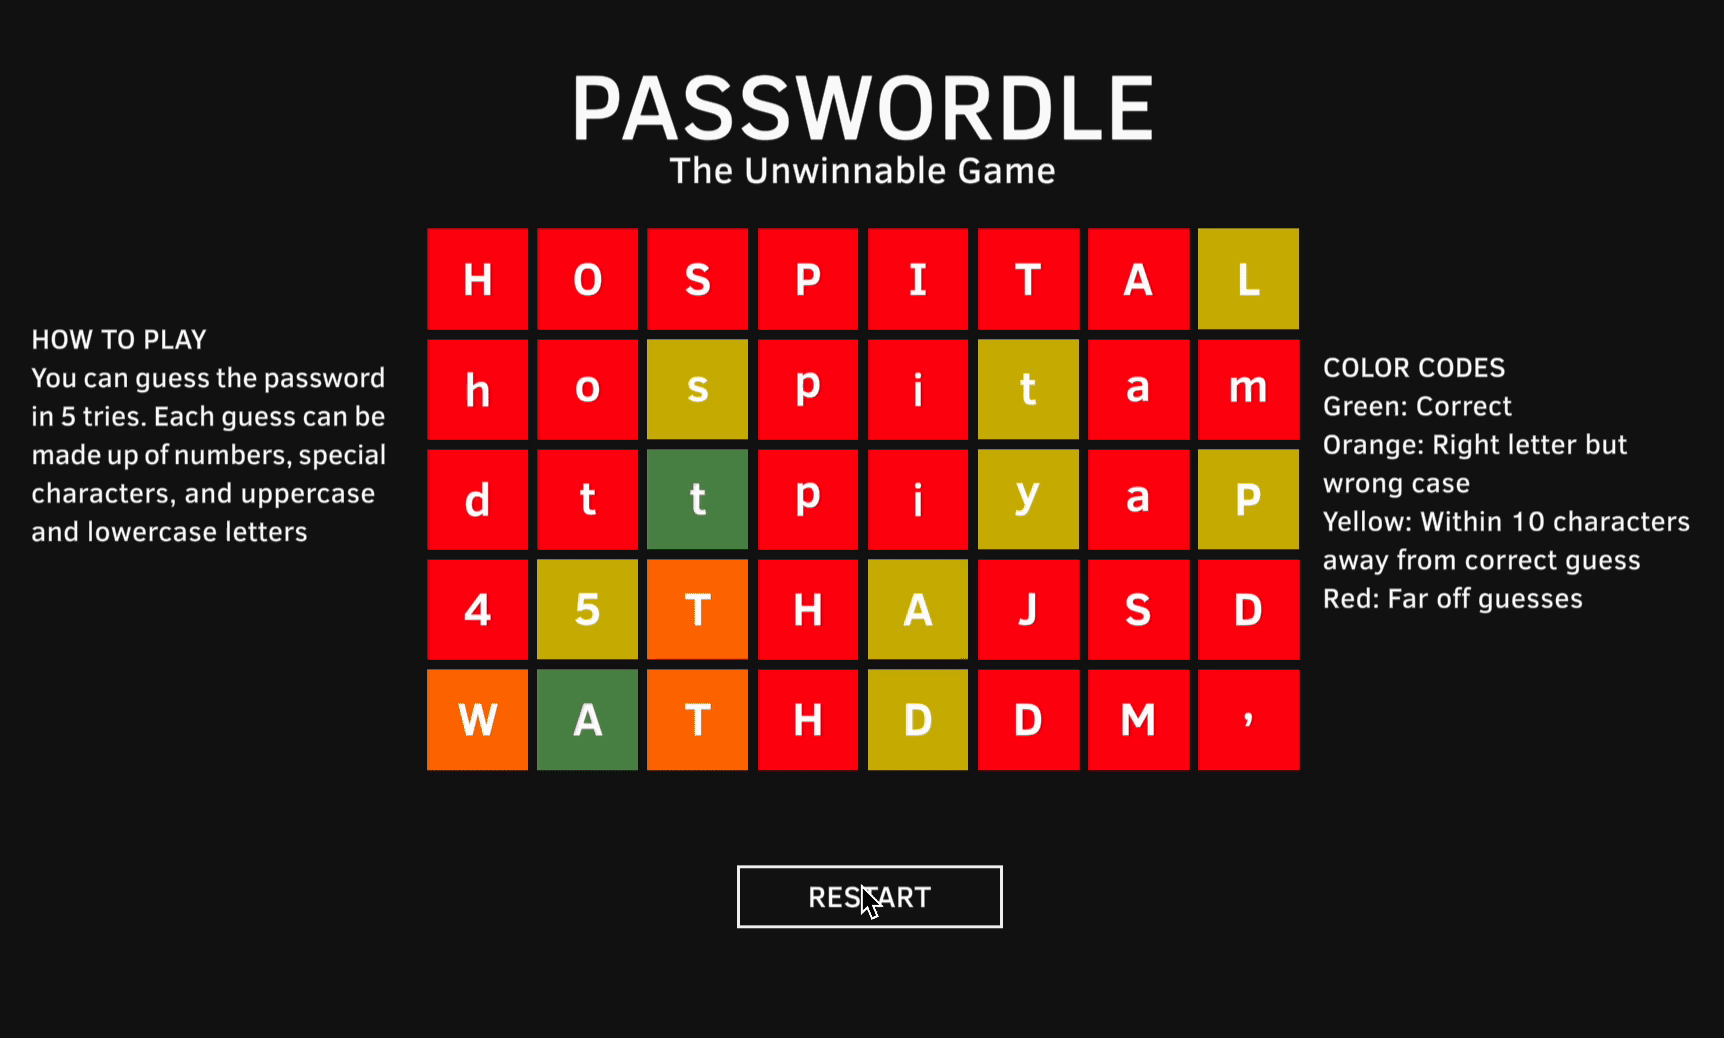 PASSWORDLE
The Unwinnable Game
HOW TO PLAY
You can guess the password
in 5 tries. Each guess can be
made up of numbers, special
characters, and uppercase
and lowercase letters
H O S P I T A L
h o s p i t a m
d t t p i y a P
4 5 T H A J S D
W A T H D D M ,
COLOR CODES
Green: Correct
Orange: Right letter but
wrong case
Yellow: Within 10 characters
away from correct guess
Red: Far off guesses
RESTART